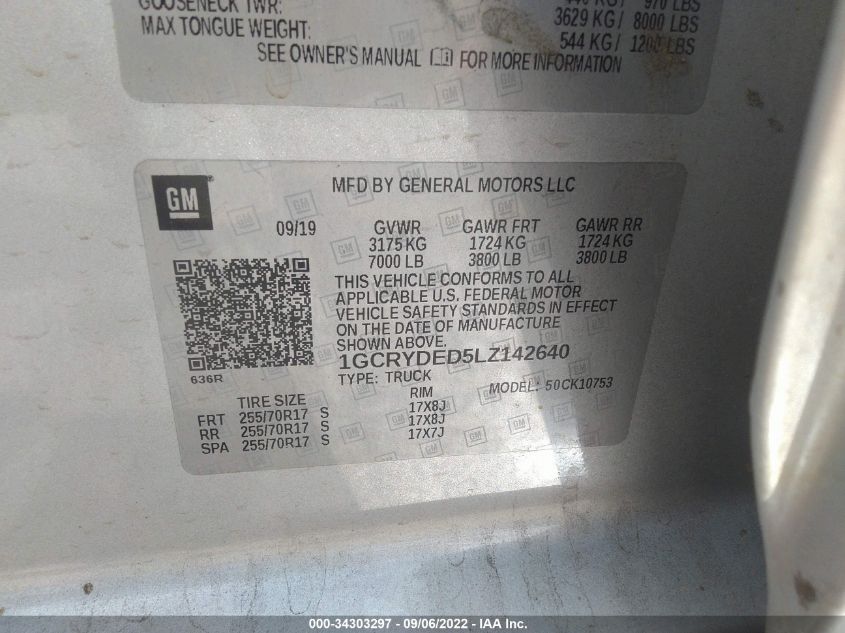 GOOSENECK TWR:
970 LBS
3629 KG/ 8000 LBS
MAX TONGUE WEIGHT:
544 KG/ 1200 LBS
SEE OWNER'S MANUAL FOR MORE INFORMATION
GM
MFD BY GENERAL MOTORS LLC
09/19 GVWR GAWR FRT GAWR RR
3175 KG 1724 KG 1724 KG
7000 LB 3800 LB 3800 LB
THIS VEHICLE CONFORMS TO ALL
APPLICABLE U.S. FEDERAL MOTOR
VEHICLE SAFETY STANDARDS IN EFFECT
ON THE DATE OF MANUFACTURE
SHOWN ABOVE.
1GCRYDED5LZ142640
636R
TYPE: TRUCK MODEL: 50CK10753
TIRE SIZE RIM
FRT 255/70R17 S 17X8J
RR 255/70R17 S 17X8J
SPA 255/70R17 S 17X7J
000-34303297 - 09/06/2022 - IAA Inc.